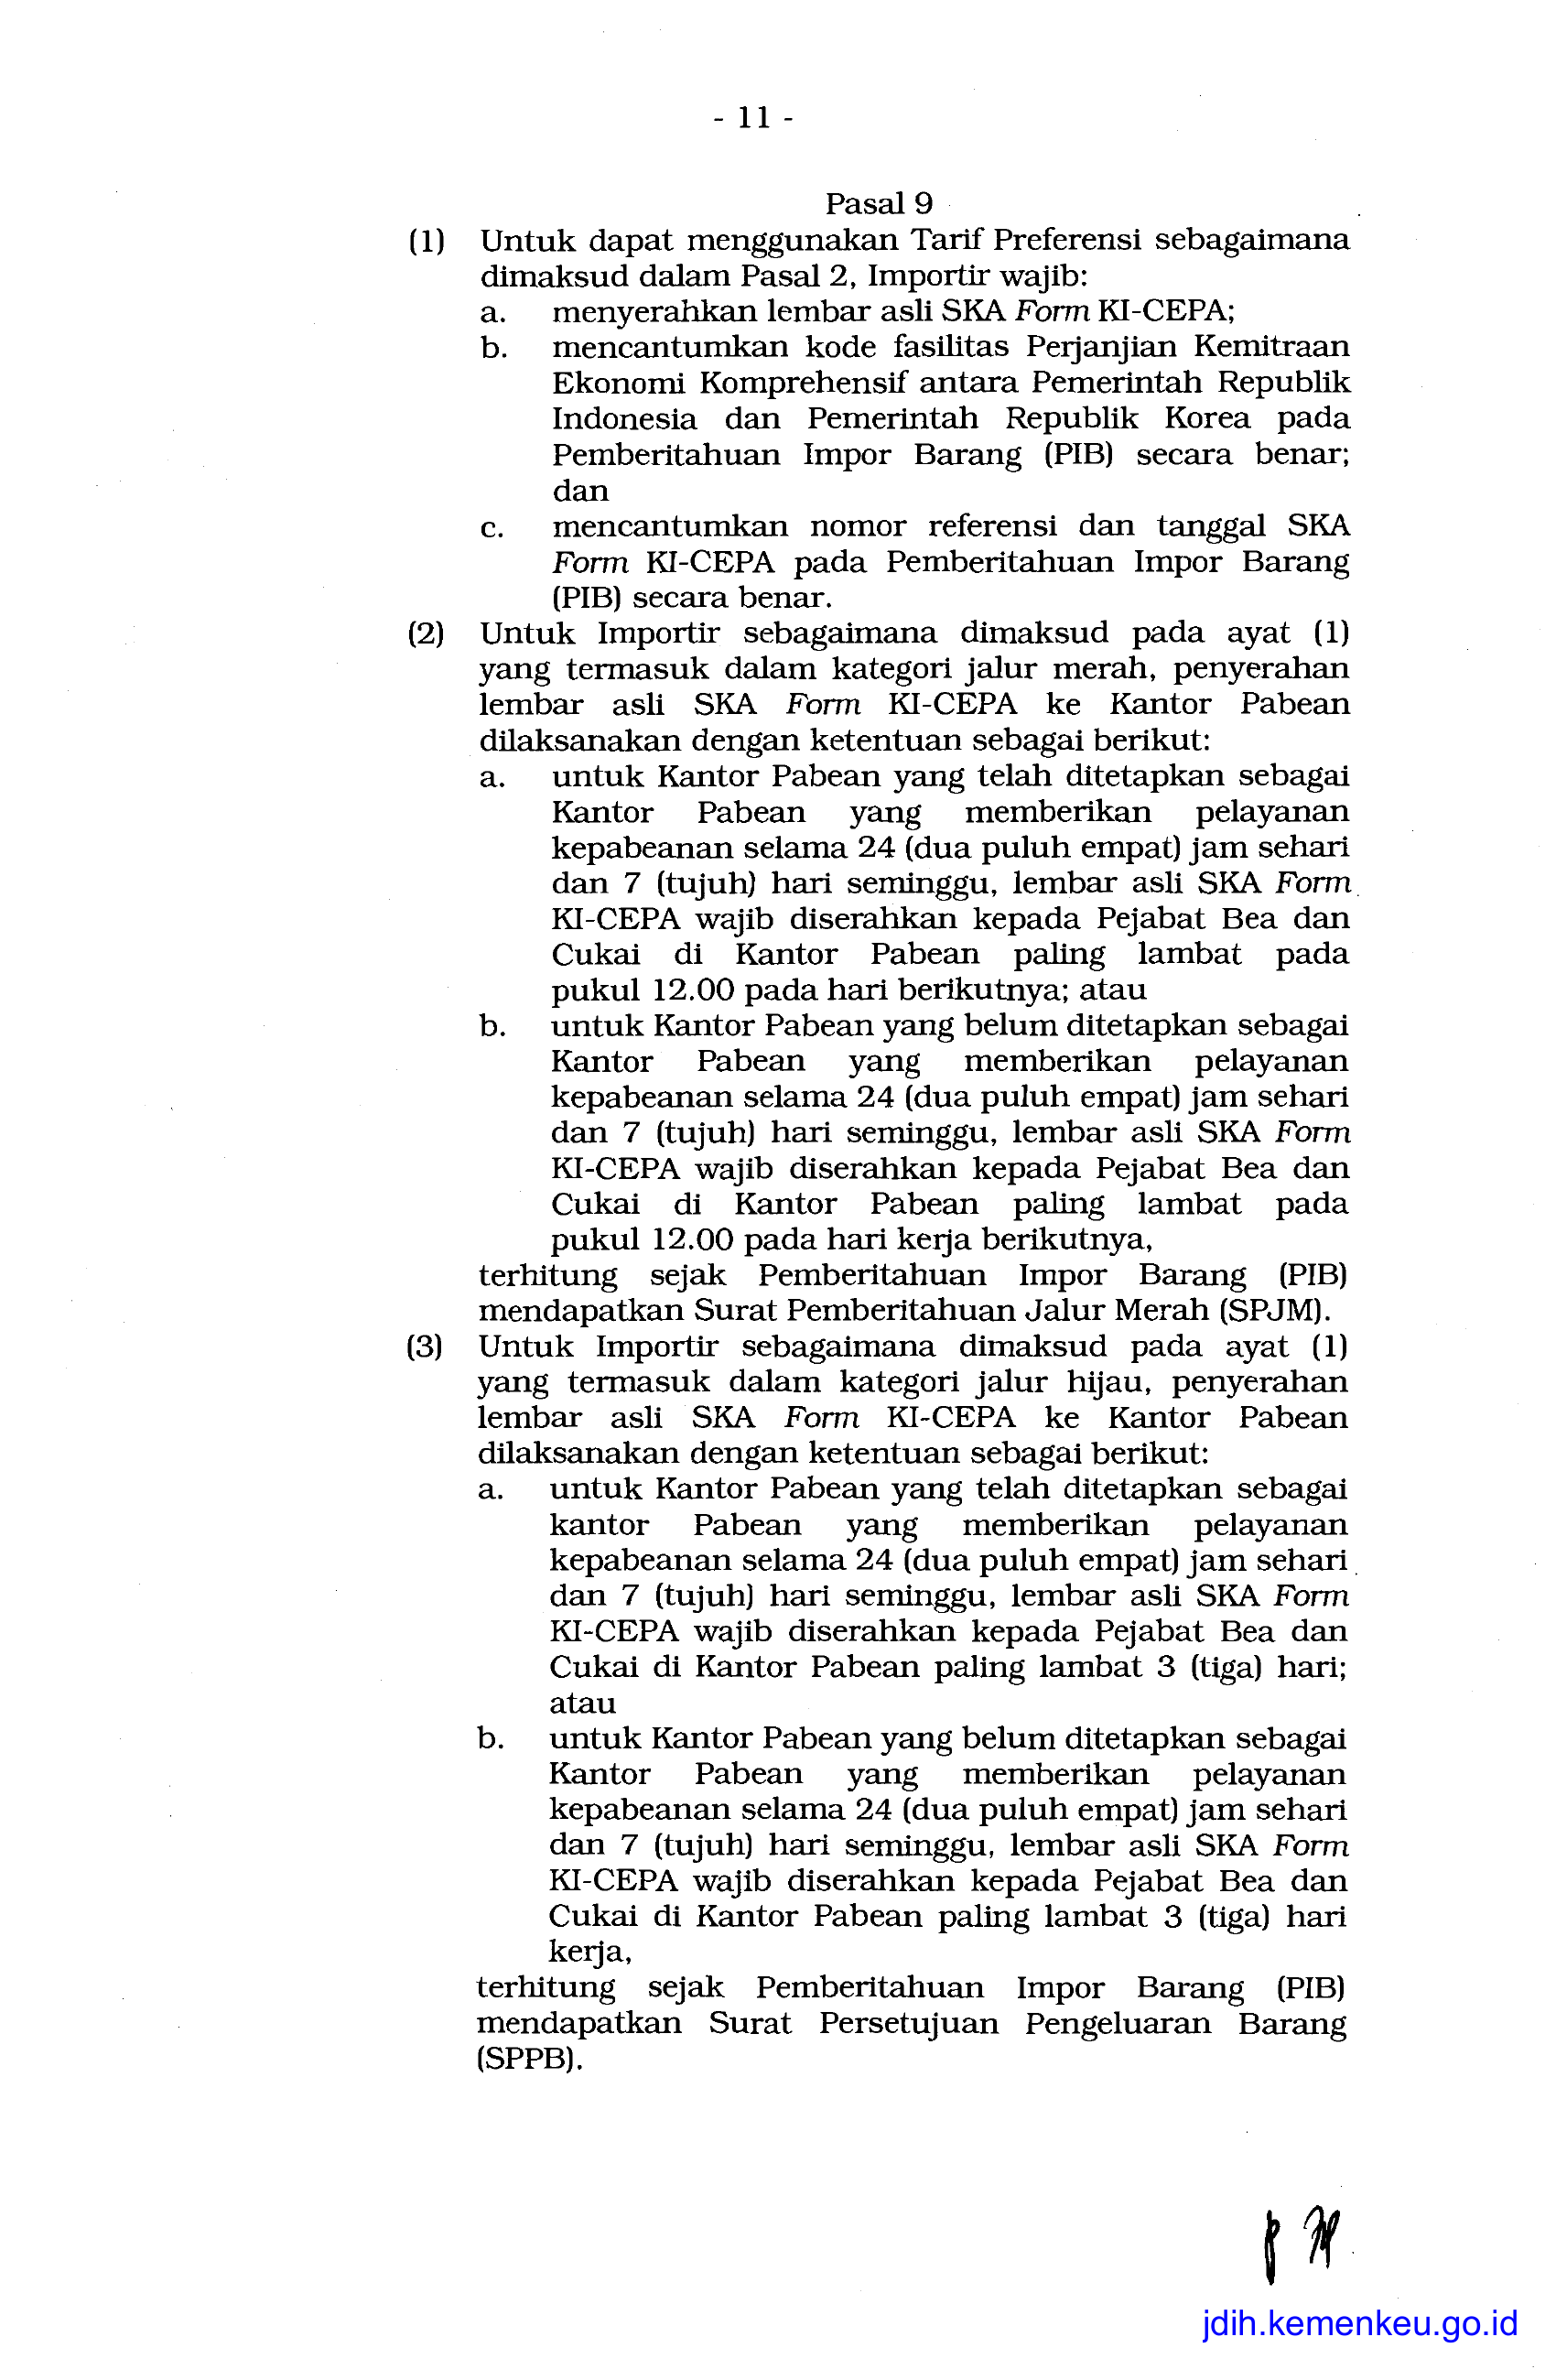 - 11 -
Pasal 9
(1) Untuk dapat menggunakan Tarif Preferensi sebagaimana
dimaksud dalam Pasal 2, Importir wajib:
a. menyerahkan lembar asli SKA Form KI-CEPA;
b. mencantumkan kode fasilitas Perjanjian Kemitraan
Ekonomi Komprehensif antara Pemerintah Republik
Indonesia dan Pemerintah Republik Korea pada
Pemberitahuan Impor Barang (PIB) secara benar;
dan
c. mencantumkan nomor referensi dan tanggal SKA
Form KI-CEPA pada Pemberitahuan Impor Barang
(PIB) secara benar.
(2) Untuk Importir sebagaimana dimaksud pada ayat (1)
yang termasuk dalam kategori jalur merah, penyerahan
lembar asli SKA Form KI-CEPA ke Kantor Pabean
dilaksanakan dengan ketentuan sebagai berikut:
a. untuk Kantor Pabean yang telah ditetapkan sebagai
Kantor Pabean yang memberikan pelayanan
kepabeanan selama 24 (dua puluh empat) jam sehari
dan 7 (tujuh) hari seminggu, lembar asli SKA Form
KI-CEPA wajib diserahkan kepada Pejabat Bea dan
Cukai di Kantor Pabean paling lambat pada
pukul 12.00 pada hari berikutnya; atau
b. untuk Kantor Pabean yang belum ditetapkan sebagai
Kantor Pabean yang memberikan pelayanan
kepabeanan selama 24 (dua puluh empat) jam sehari
dan 7 (tujuh) hari seminggu, lembar asli SKA Form
KI-CEPA wajib diserahkan kepada Pejabat Bea dan
Cukai di Kantor Pabean paling lambat pada
pukul 12.00 pada hari kerja berikutnya,
terhitung sejak Pemberitahuan Impor Barang (PIB)
mendapatkan Surat Pemberitahuan Jalur Merah (SPJM).
(3) Untuk Importir sebagaimana dimaksud pada ayat (1)
yang termasuk dalam kategori jalur hijau, penyerahan
lembar asli SKA Form KI-CEPA ke Kantor Pabean
dilaksanakan dengan ketentuan sebagai berikut:
a. untuk Kantor Pabean yang telah ditetapkan sebagai
kantor Pabean yang memberikan pelayanan
kepabeanan selama 24 (dua puluh empat) jam sehari
dan 7 (tujuh) hari seminggu, lembar asli SKA Form
KI-CEPA wajib diserahkan kepada Pejabat Bea dan
Cukai di Kantor Pabean paling lambat 3 (tiga) hari;
atau
b. untuk Kantor Pabean yang belum ditetapkan sebagai
Kantor Pabean yang memberikan pelayanan
kepabeanan selama 24 (dua puluh empat) jam sehari
dan 7 (tujuh) hari seminggu, lembar asli SKA Form
KI-CEPA wajib diserahkan kepada Pejabat Bea dan
Cukai di Kantor Pabean paling lambat 3 (tiga) hari
kerja,
terhitung sejak Pemberitahuan Impor Barang (PIB)
mendapatkan Surat Persetujuan Pengeluaran Barang
(SPPB).
jdih.kemenkeu.go.id